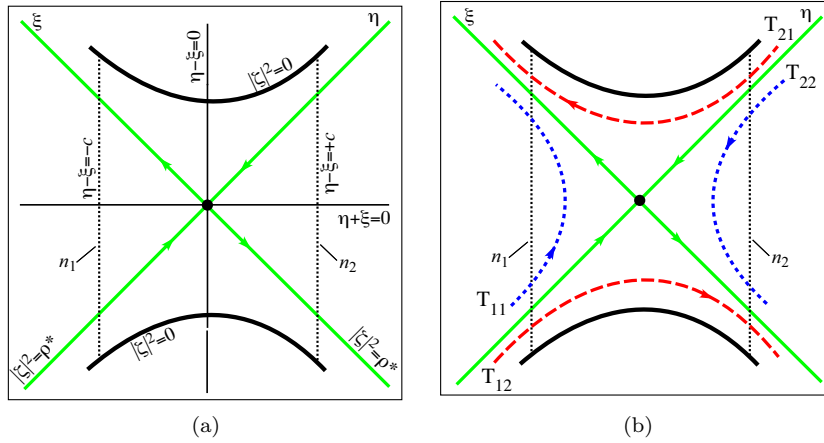 ξ
η
η−ξ=0
|ζ|²=0
η−ξ=−c
η−ξ=+c
η+ξ=0
n₁
n₂
|ζ|²=0
|ζ|²=ρ*
|ζ|²=ρ*
(a)
ξ
η
T₂₁
T₂₂
n₁
n₂
T₁₁
T₁₂
(b)